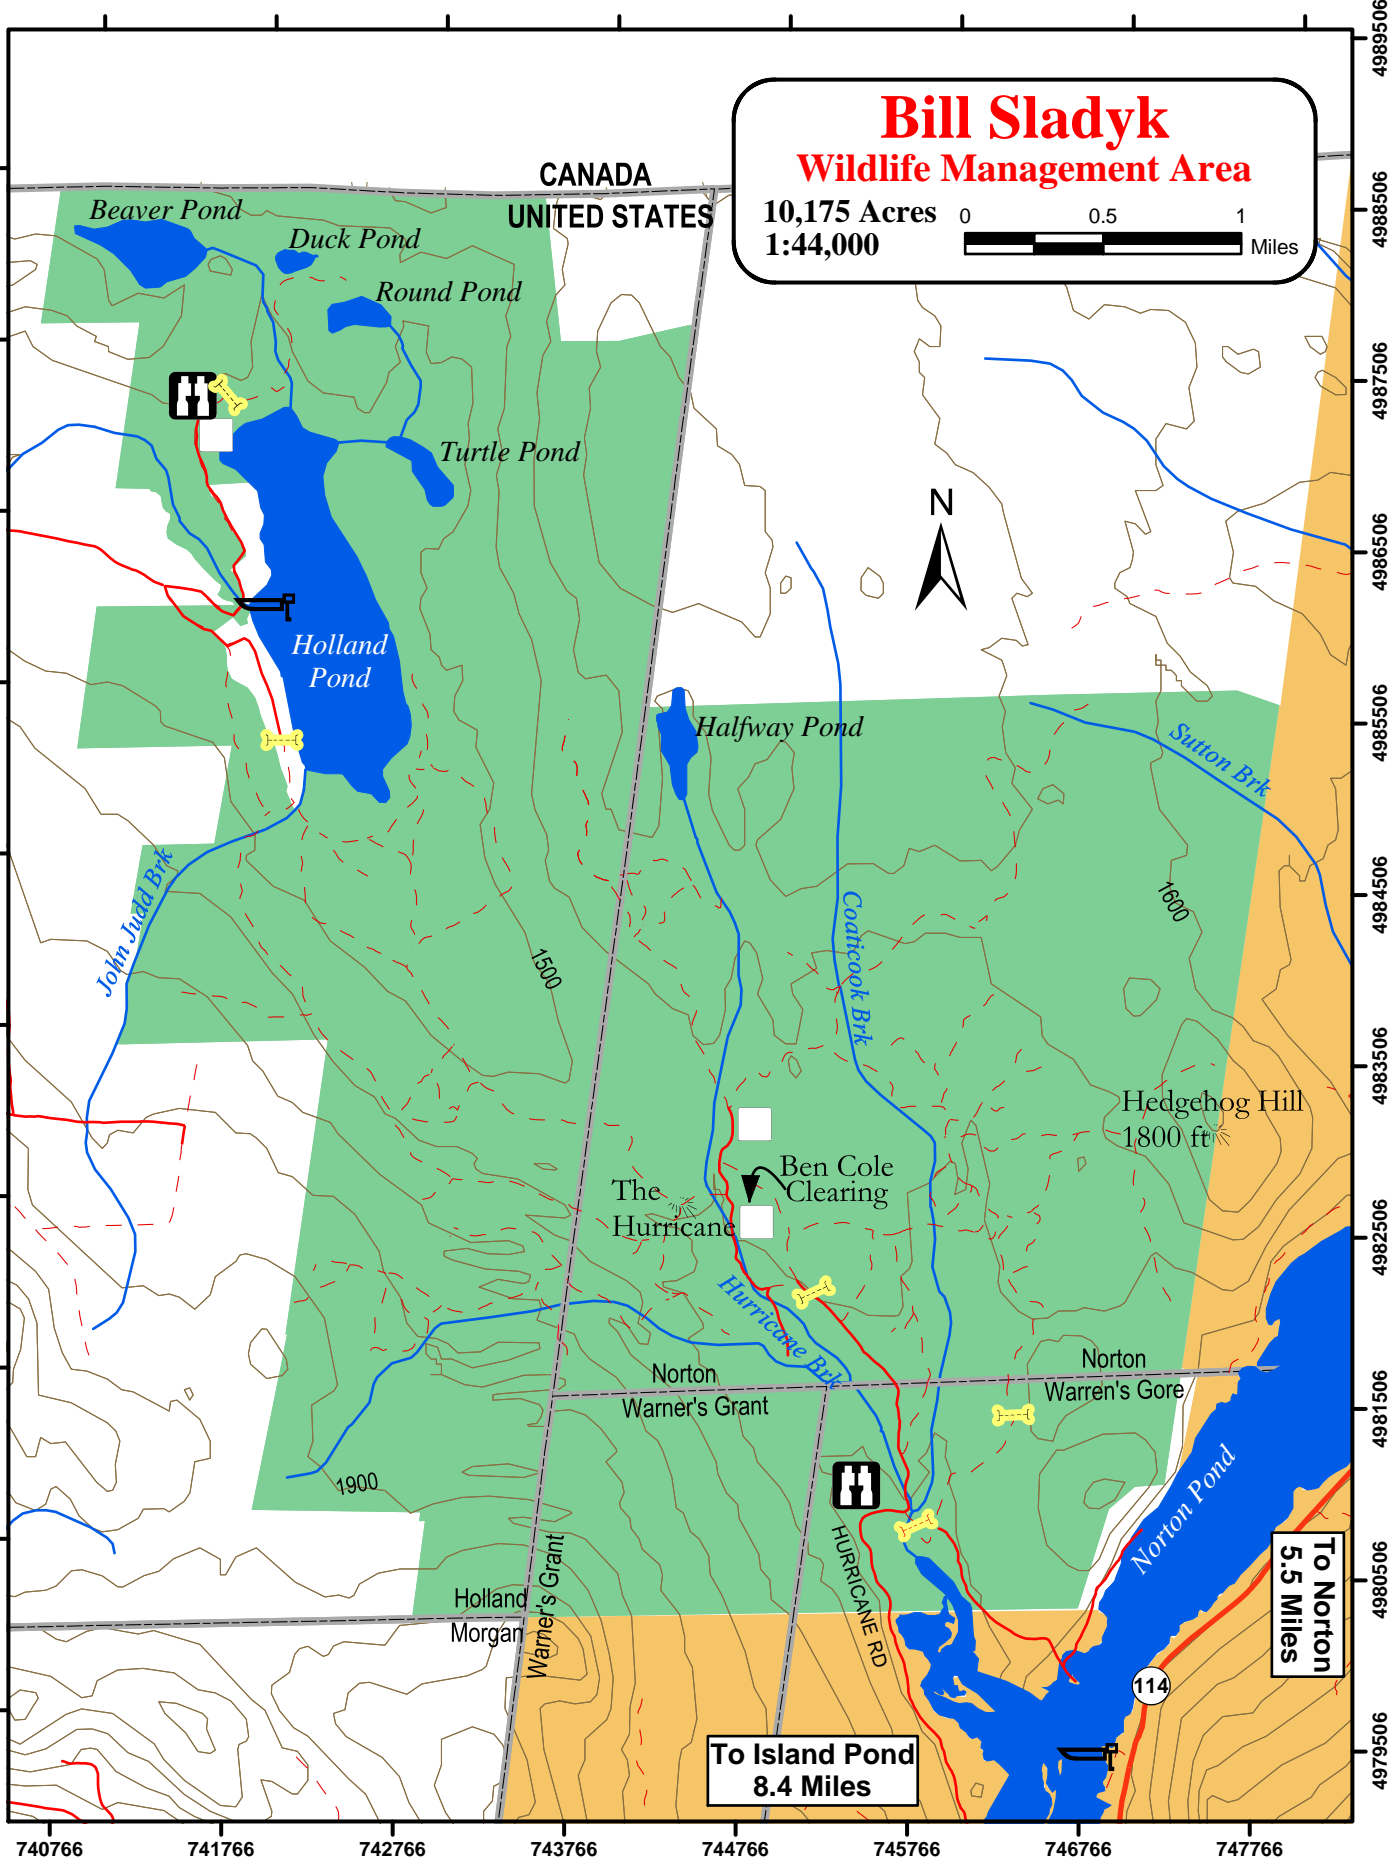 Bill Sladyk
Wildlife Management Area
10,175 Acres
1:44,000
0 0.5 1
Miles
CANADA
UNITED STATES
Beaver Pond
Duck Pond
Round Pond
Turtle Pond
N
Holland
Pond
Halfway Pond
Sutton Brk
John Judd Brk
Coaticook Brk
1600
1500
Hedgehog Hill
1800 ft
Ben Cole
Clearing
The
Hurricane
Hurricane Brk
Norton
Warner's Grant
Norton
Warren's Gore
1900
Norton Pond
HURRICANE RD
Holland
Morgan
Warner's Grant
To Norton
5.5 Miles
114
To Island Pond
8.4 Miles
4989506
4988506
4987506
4986506
4985506
4984506
4983506
4982506
4981506
4980506
4979506
740766 741766 742766 743766 744766 745766 746766 747766